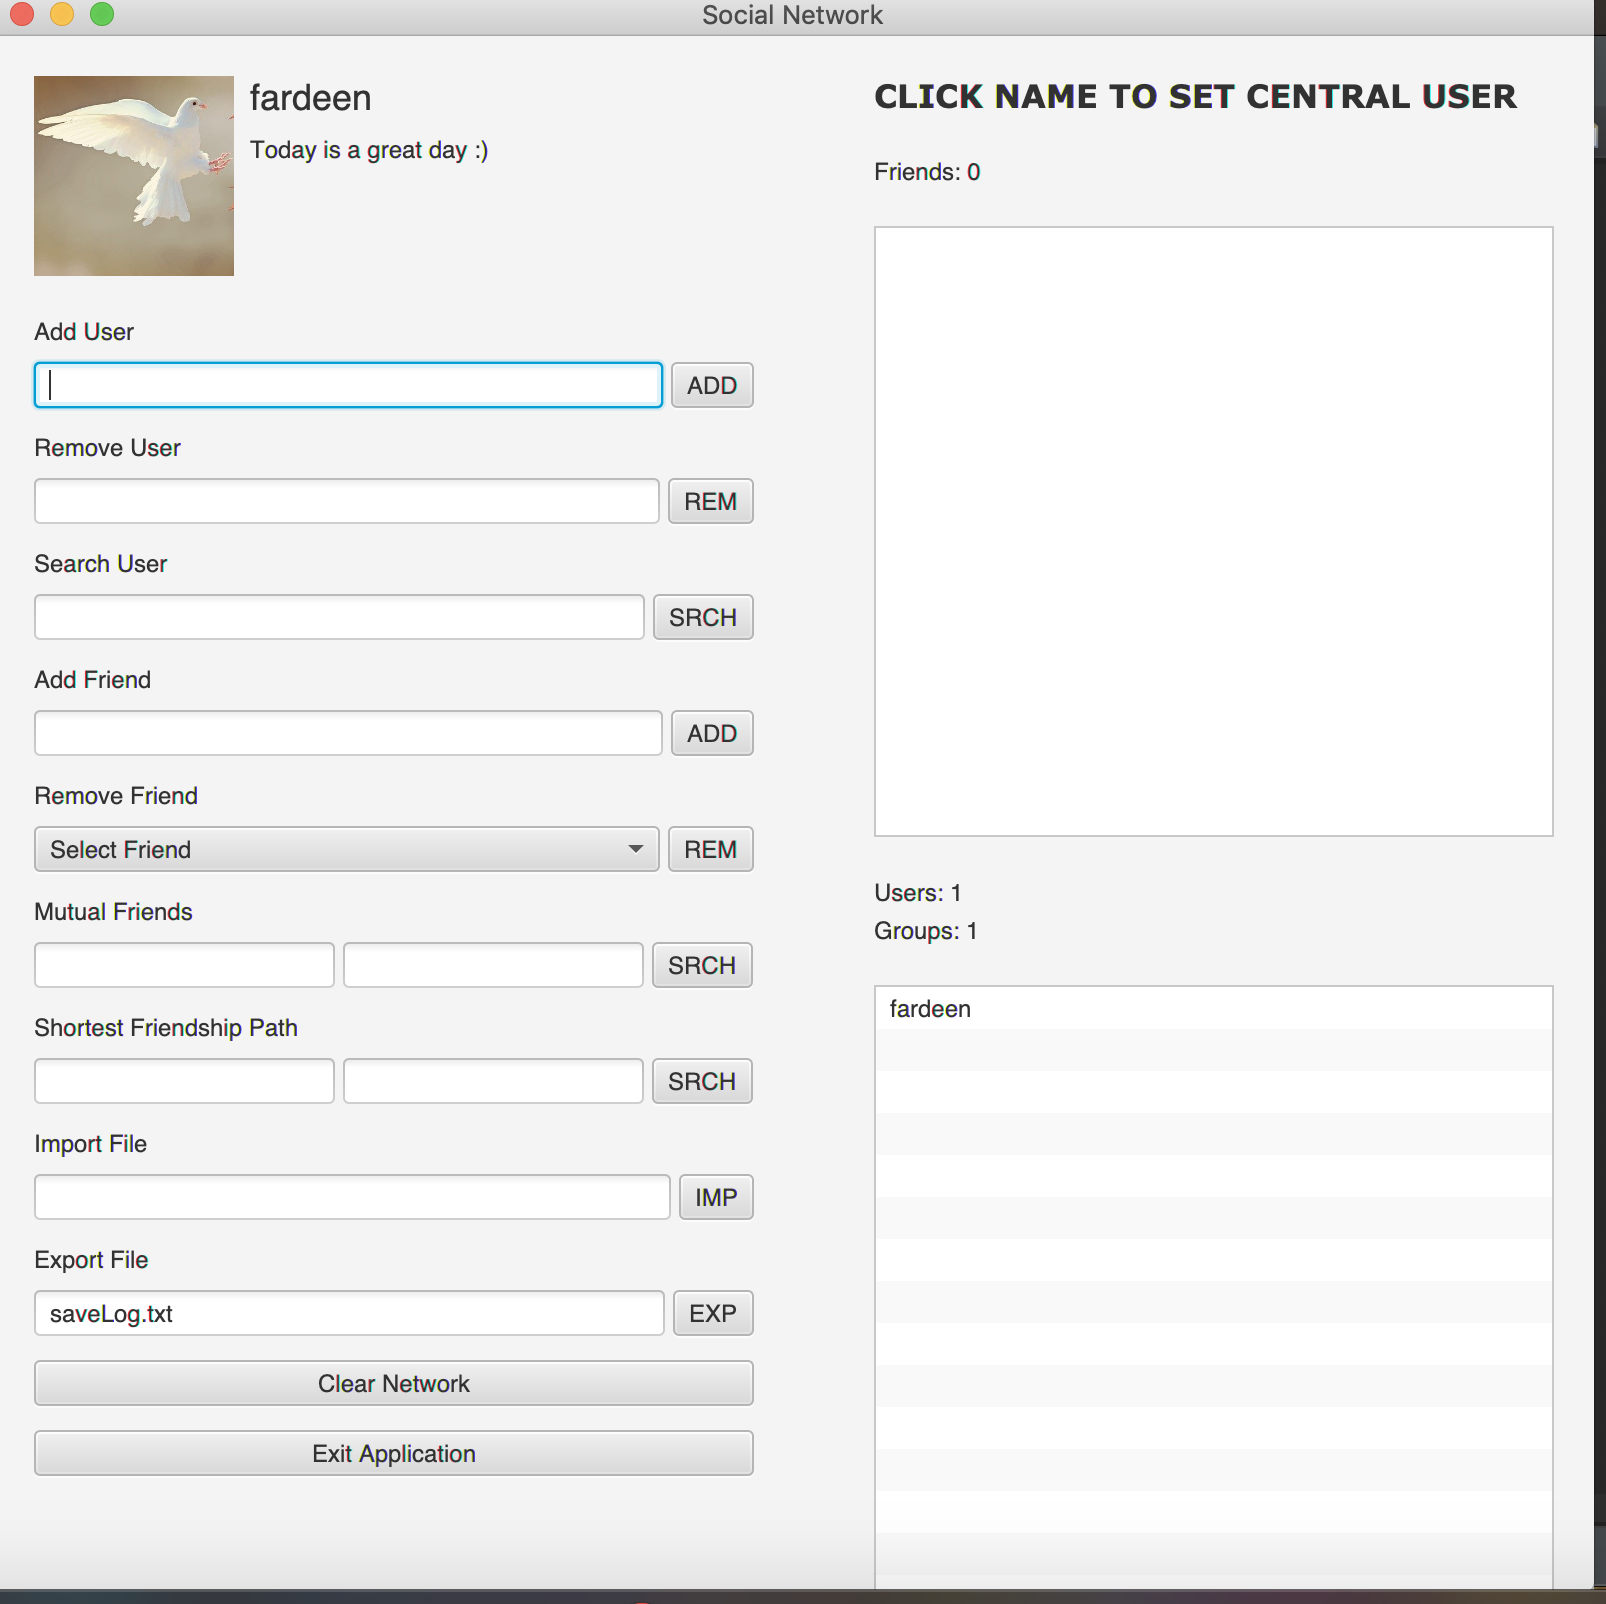 Social Network
fardeen
Today is a great day :)
Add User
ADD
Remove User
REM
Search User
SRCH
Add Friend
ADD
Remove Friend
Select Friend
REM
Mutual Friends
SRCH
Shortest Friendship Path
SRCH
Import File
IMP
Export File
saveLog.txt
EXP
Clear Network
Exit Application
CLICK NAME TO SET CENTRAL USER
Friends: 0
Users: 1
Groups: 1
fardeen